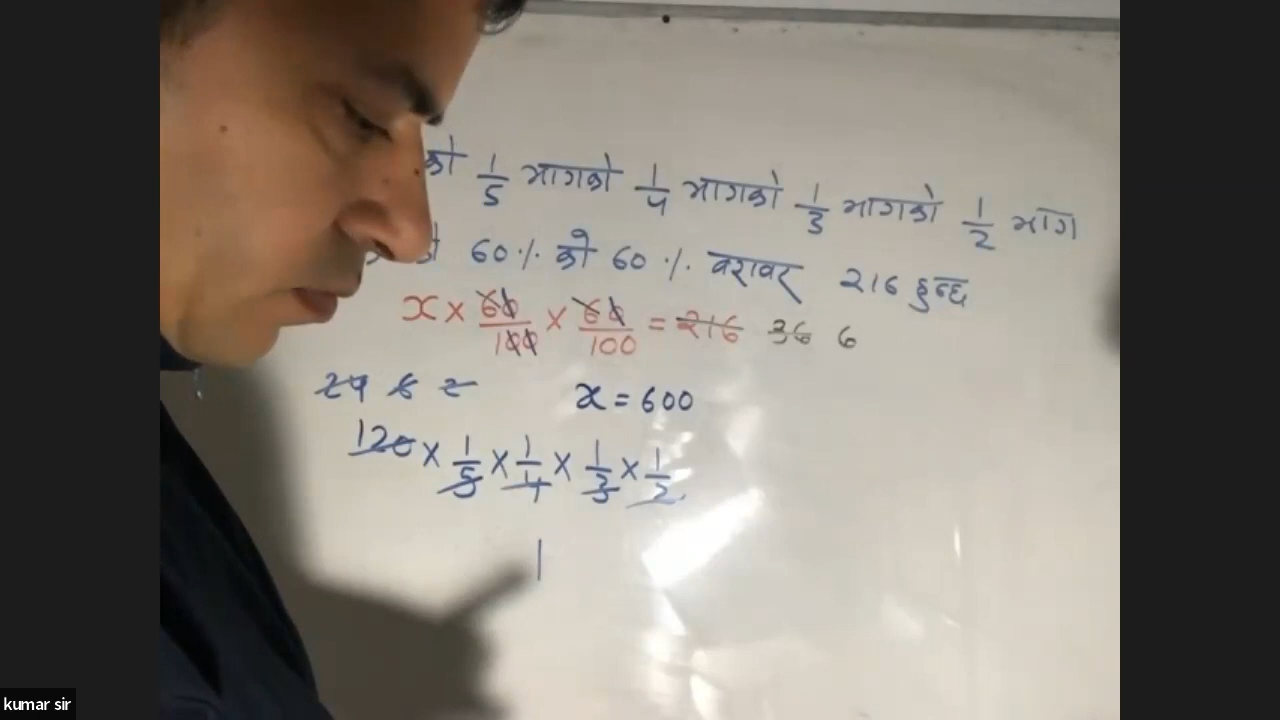 को 1/5 भागको 1/4 भागको 1/3 भागको 1/2 भाग
60% को 60% बराबर 216 हुन्छ
x × 60/100 × 60/100 = 216 36 6
x = 600
120 × 1/5 × 1/4 × 1/3 × 1/2
1
kumar sir